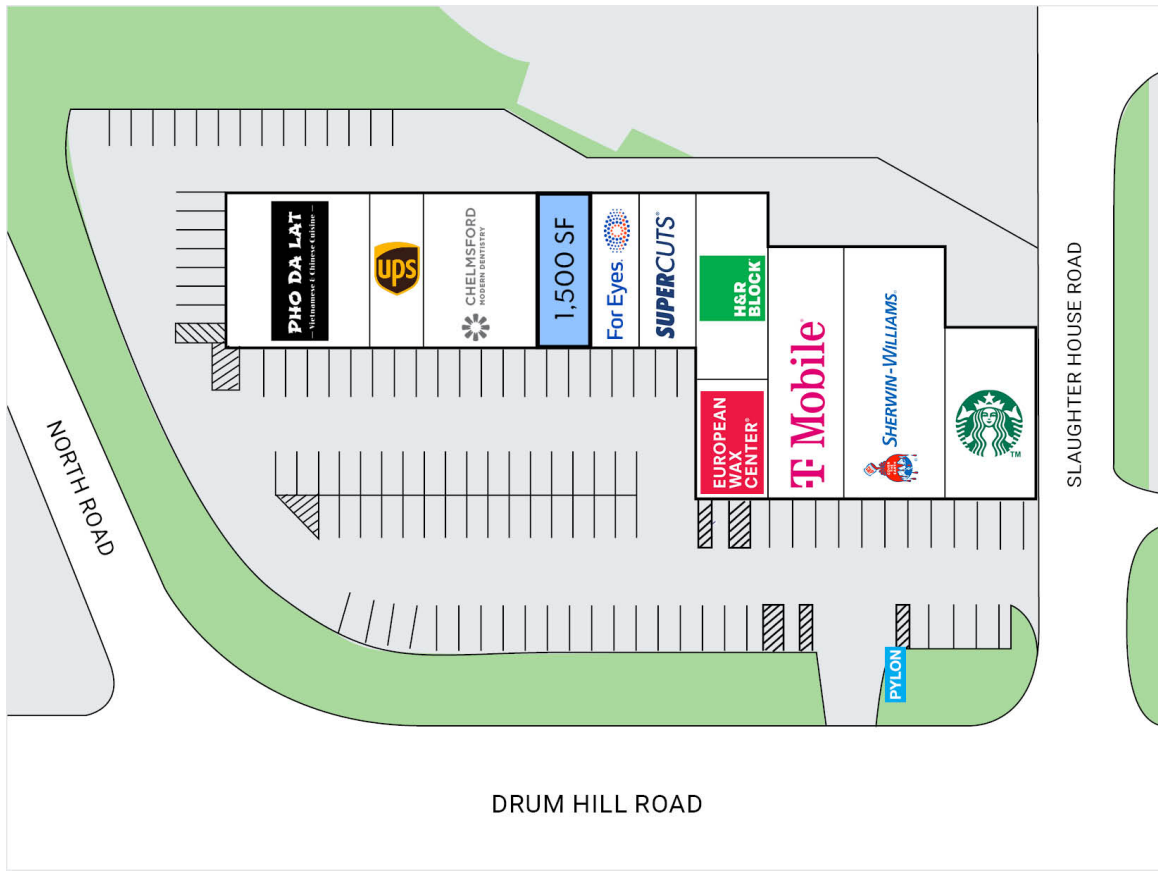 PHO DA LAT
— Vietnamese & Chinese Cuisine —
ups
CHELMSFORD
MODERN DENTISTRY
1,500 SF
For Eyes.
SUPERCUTS®
H&R
BLOCK®
EUROPEAN
WAX
CENTER®
T Mobile®
SHERWIN-WILLIAMS®
TM
NORTH ROAD
SLAUGHTER HOUSE ROAD
PYLON
DRUM HILL ROAD